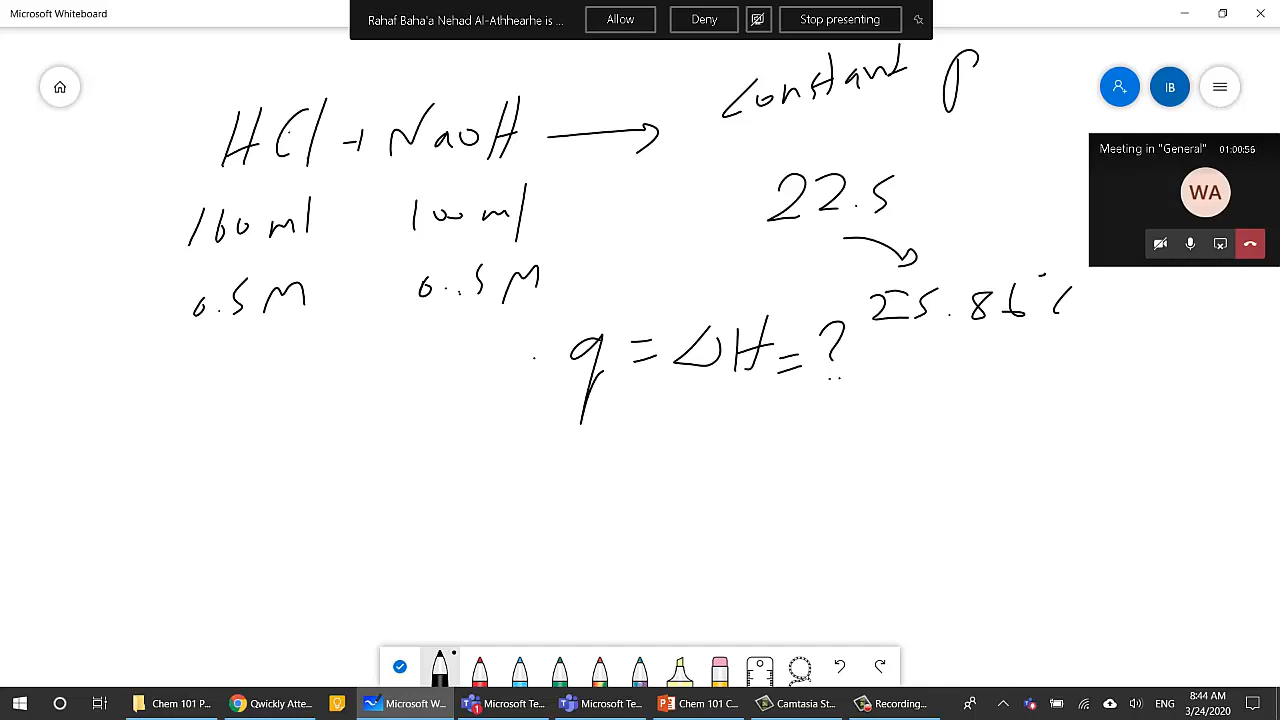 Microsoft Whiteboard
Rahaf Baha'a Nehad Al-Athhearhe is ...
Allow
Deny
Stop presenting
constant P
HCl + NaOH →
IB
Meeting in "General"
01:00:56
WA
100 ml 100 ml
22.5
0.5 M 0.5 M
25.86 °C
q = ΔH = ?
Chem 101 P...
Qwickly Atte...
Microsoft W...
Microsoft Te...
Microsoft Te...
Chem 101 C...
Camtasia St...
Recording...
ENG
8:44 AM
3/24/2020